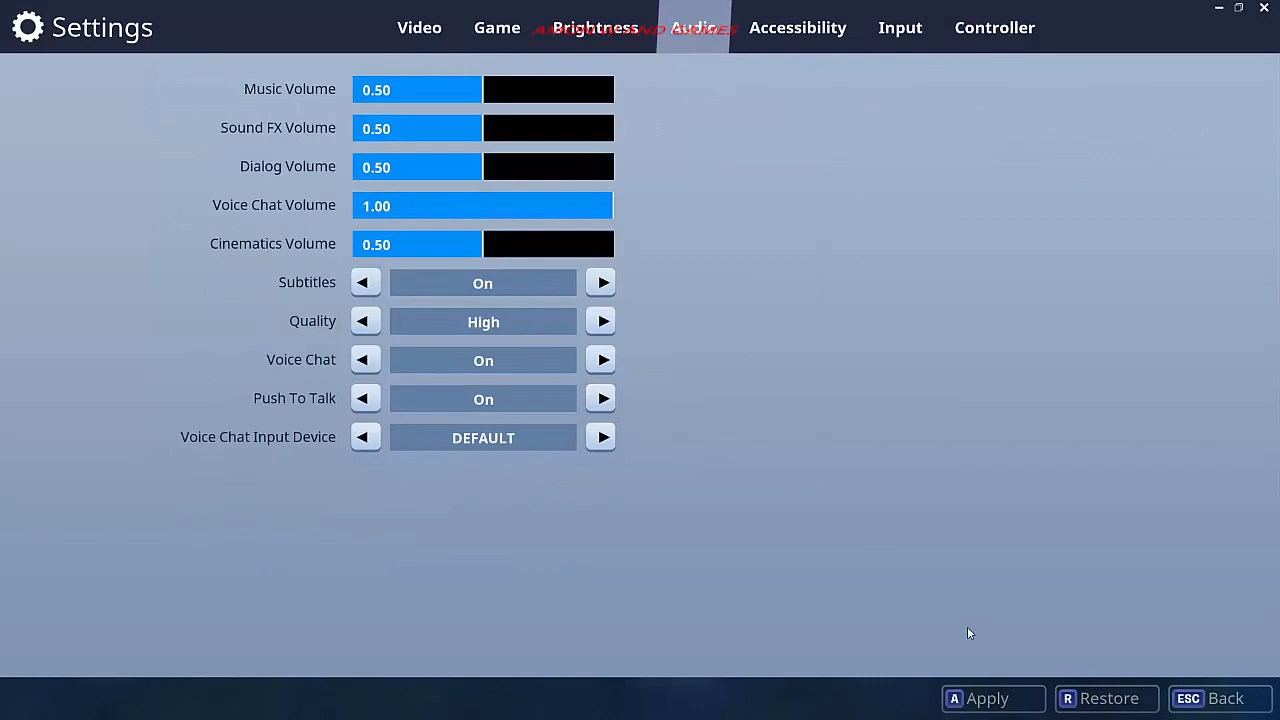 Settings
Video Game Brightness Audio Accessibility Input Controller
Music Volume 0.50
Sound FX Volume 0.50
Dialog Volume 0.50
Voice Chat Volume 1.00
Cinematics Volume 0.50
Subtitles On
Quality High
Voice Chat On
Push To Talk On
Voice Chat Input Device DEFAULT
A Apply R Restore ESC Back